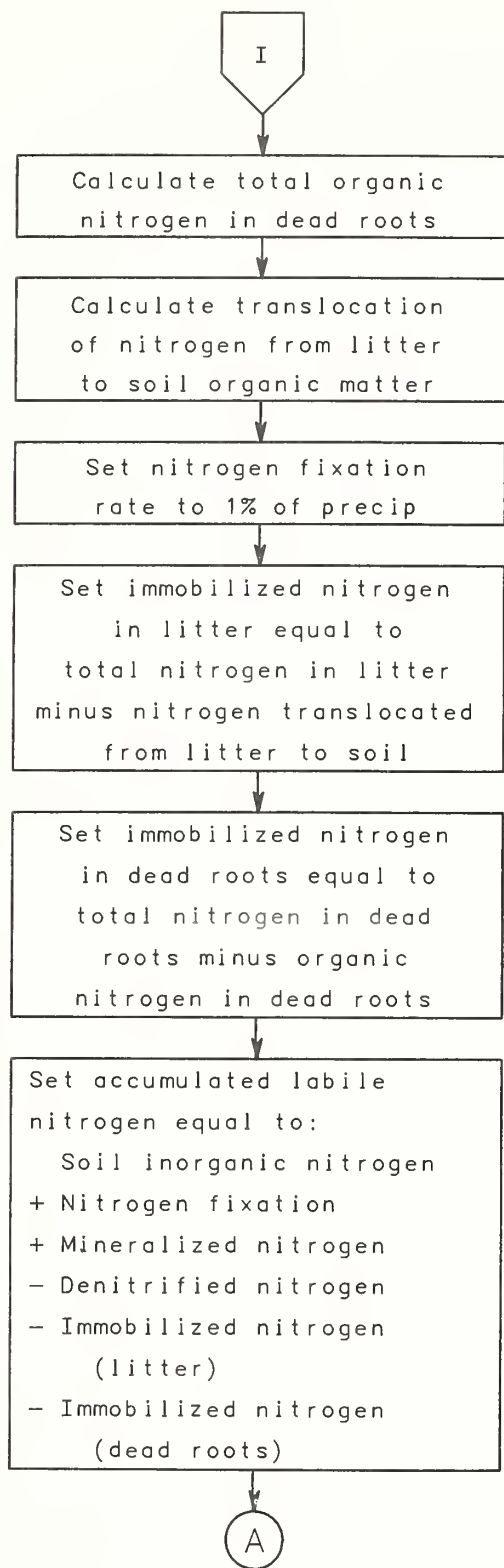 I
Calculate total organic
nitrogen in dead roots
Calculate translocation
of nitrogen from litter
to soil organic matter
Set nitrogen fixation
rate to 1% of precip
Set immobilized nitrogen
in litter equal to
total nitrogen in litter
minus nitrogen translocated
from litter to soil
Set immobilized nitrogen
in dead roots equal to
total nitrogen in dead
roots minus organic
nitrogen in dead roots
Set accumulated labile
nitrogen equal to:
Soil inorganic nitrogen
+ Nitrogen fixation
+ Mineralized nitrogen
- Denitrified nitrogen
- Immobilized nitrogen
(litter)
- Immobilized nitrogen
(dead roots)
A